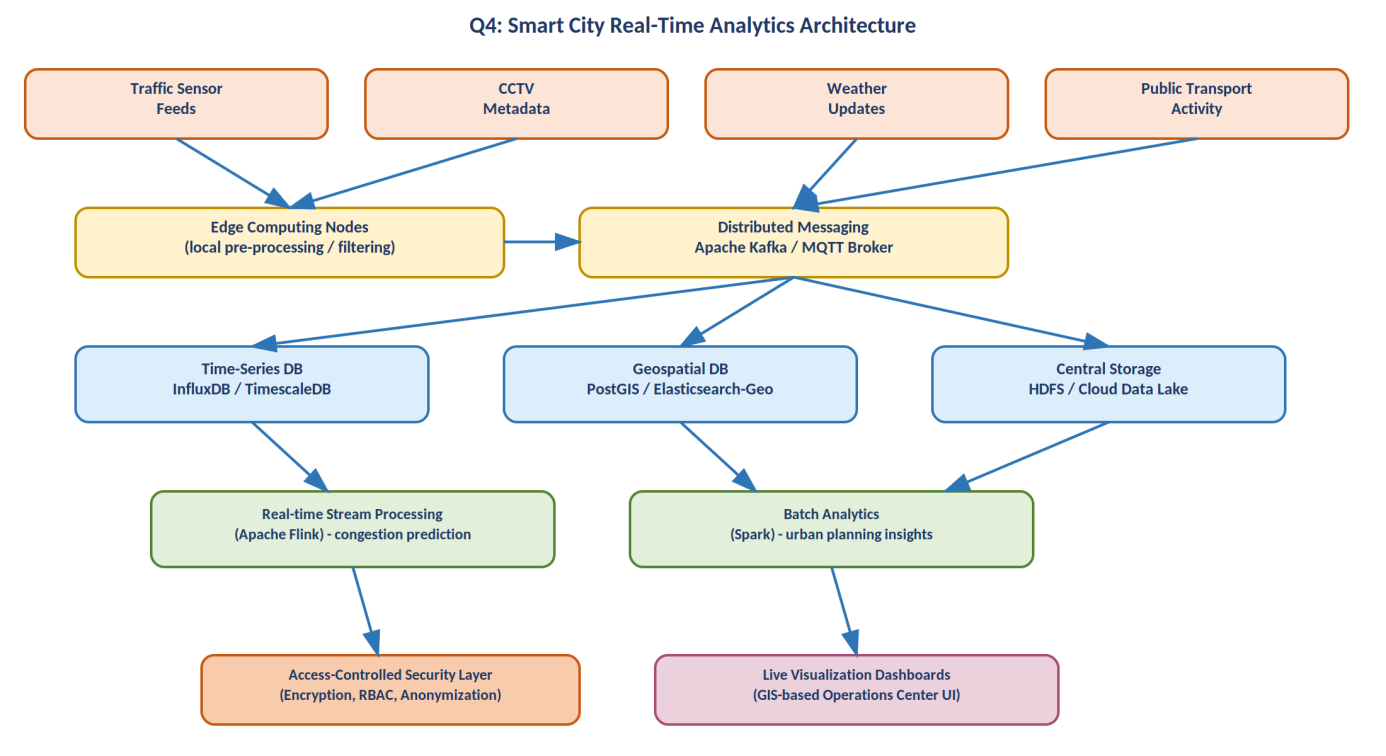 Q4: Smart City Real-Time Analytics Architecture
Traffic Sensor
Feeds
CCTV
Metadata
Weather
Updates
Public Transport
Activity
Edge Computing Nodes
(local pre-processing / filtering)
Distributed Messaging
Apache Kafka / MQTT Broker
Time-Series DB
InfluxDB / TimescaleDB
Geospatial DB
PostGIS / Elasticsearch-Geo
Central Storage
HDFS / Cloud Data Lake
Real-time Stream Processing
(Apache Flink) - congestion prediction
Batch Analytics
(Spark) - urban planning insights
Access-Controlled Security Layer
(Encryption, RBAC, Anonymization)
Live Visualization Dashboards
(GIS-based Operations Center UI)